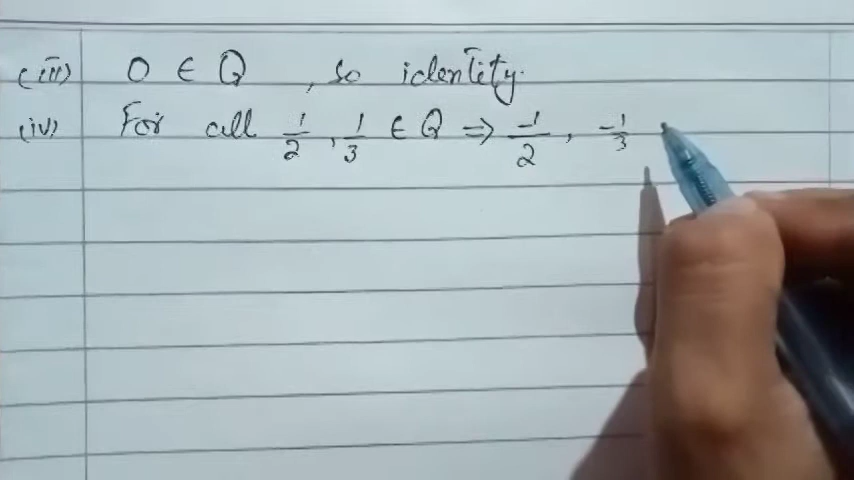 (iii) 0 ∈ Q , so identity.
(iv) For all 1/2 , 1/3 ∈ Q ⇒ -1/2 , -1/3